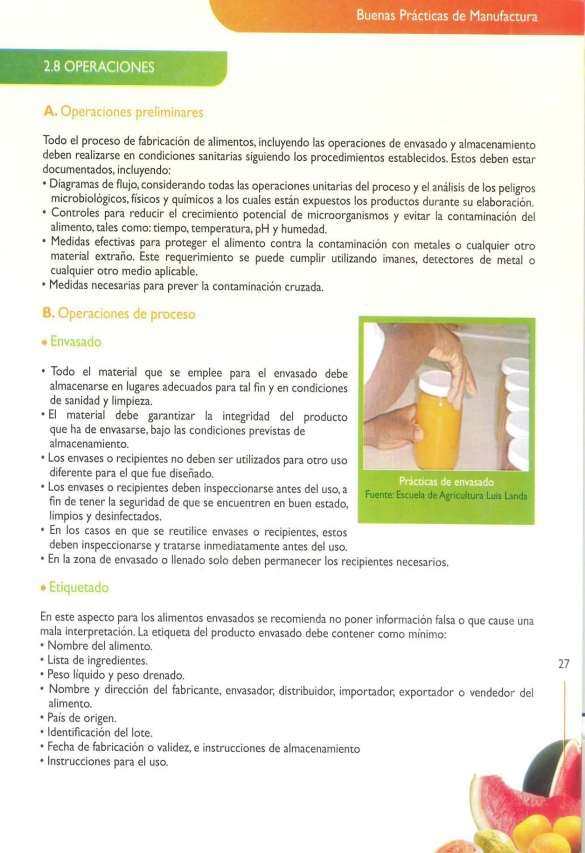 Buenas Prácticas de Manufactura
2.8 OPERACIONES
A. Operaciones preliminares
Todo el proceso de fabricación de alimentos, incluyendo las operaciones de envasado y almacenamiento
deben realizarse en condiciones sanitarias siguiendo los procedimientos establecidos. Estos deben estar
documentados, incluyendo:
• Diagramas de flujo, considerando todas las operaciones unitarias del proceso y el análisis de los peligros
microbiológicos, físicos y químicos a los cuales están expuestos los productos durante su elaboración.
• Controles para reducir el crecimiento potencial de microorganismos y evitar la contaminación del
alimento, tales como: tiempo, temperatura, pH y humedad.
• Medidas efectivas para proteger el alimento contra la contaminación con metales o cualquier otro
material extraño. Este requerimiento se puede cumplir utilizando imanes, detectores de metal o
cualquier otro medio aplicable.
• Medidas necesarias para prever la contaminación cruzada.
B. Operaciones de proceso
• Envasado
• Todo el material que se emplee para el envasado debe
almacenarse en lugares adecuados para tal fin y en condiciones
de sanidad y limpieza.
• El material debe garantizar la integridad del producto
que ha de envasarse, bajo las condiciones previstas de
almacenamiento.
• Los envases o recipientes no deben ser utilizados para otro uso
diferente para el que fue diseñado.
• Los envases o recipientes deben inspeccionarse antes del uso, a
fin de tener la seguridad de que se encuentren en buen estado,
limpios y desinfectados.
• En los casos en que se reutilice envases o recipientes, estos
deben inspeccionarse y tratarse inmediatamente antes del uso.
• En la zona de envasado o llenado solo deben permanecer los recipientes necesarios.
Prácticas de envasado
Fuente: Escuela de Agricultura Luis Landa
• Etiquetado
En este aspecto para los alimentos envasados se recomienda no poner información falsa o que cause una
mala interpretación. La etiqueta del producto envasado debe contener como mínimo:
• Nombre del alimento.
• Lista de ingredientes.
• Peso líquido y peso drenado.
• Nombre y dirección del fabricante, envasador, distribuidor, importador, exportador o vendedor del
alimento.
• País de origen.
• Identificación del lote.
• Fecha de fabricación o validez, e instrucciones de almacenamiento
• Instrucciones para el uso.
27